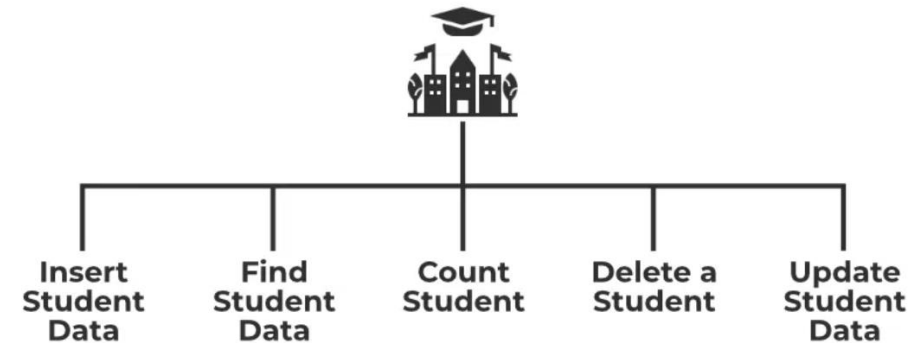 Insert
Student
Data
Find
Student
Data
Count
Student
Delete a
Student
Update
Student
Data